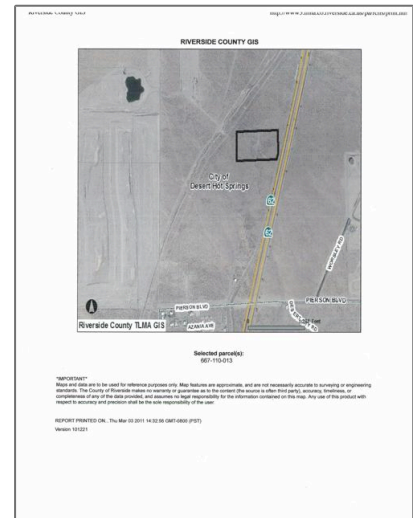 Riverside County GIS
RIVERSIDE COUNTY GIS
City of
Desert Hot Springs
62
62
WORSLEY RD
PIERSON BLVD
PIERSON BLVD
AZALEA AVE
Riverside County TLMA GIS
Selected parcel(s):
667-110-013
*IMPORTANT*
Maps and data are to be used for reference purposes only. Map features are approximate, and are not necessarily accurate to surveying or engineering
standards. The County of Riverside makes no warranty or guarantee as to the content (the source is often third party), accuracy, timeliness, or
completeness of any of the data provided, and assumes no legal responsibility for the information contained on this map. Any use of this product with
respect to accuracy and precision shall be the sole responsibility of the user.
REPORT PRINTED ON...Thu Mar 03 2011 14:32:56 GMT-0800 (PST)
Version 101221